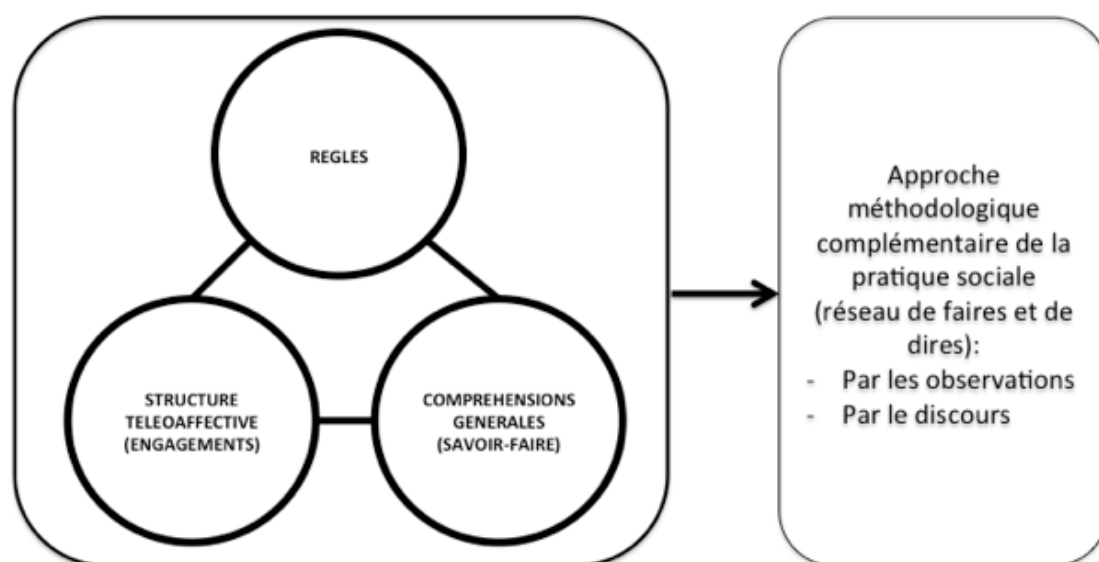 REGLES
STRUCTURE
TELEOAFFECTIVE
(ENGAGEMENTS)
COMPREHENSIONS
GENERALES
(SAVOIR-FAIRE)
Approche
méthodologique
complémentaire de la
pratique sociale
(réseau de faires et de
dires):
- Par les observations
- Par le discours